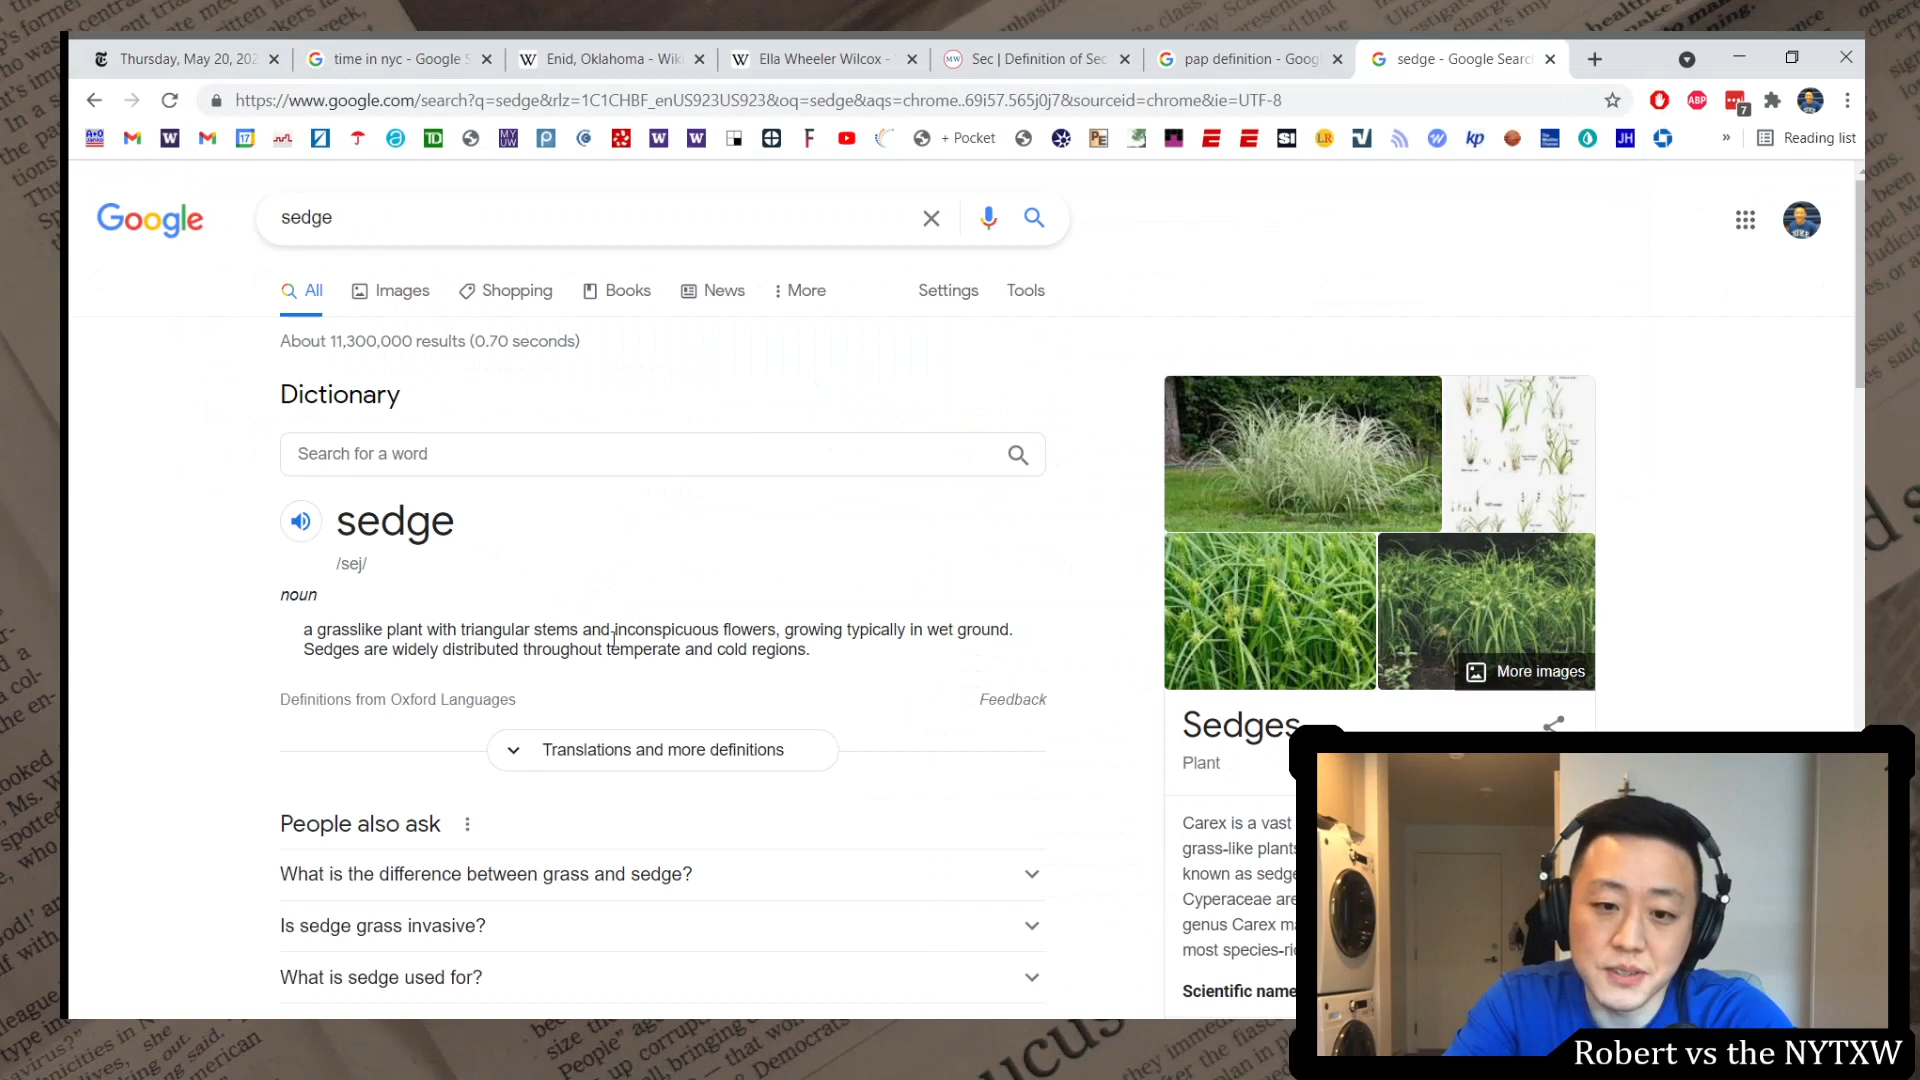 Thursday, May 20, 202
time in nyc - Google S
Enid, Oklahoma - Wiki
Ella Wheeler Wilcox -
Sec | Definition of Sec
pap definition - Goog
sedge - Google Search
https://www.google.com/search?q=sedge&rlz=1C1CHBF_enUS923US923&oq=sedge&aqs=chrome..69i57.565j0j7&sourceid=chrome&ie=UTF-8
+ Pocket
Reading list
Google
sedge
All
Images
Shopping
Books
News
More
Settings
Tools
About 11,300,000 results (0.70 seconds)
Dictionary
Search for a word
sedge
/sej/
noun
a grasslike plant with triangular stems and inconspicuous flowers, growing typically in wet ground.
Sedges are widely distributed throughout temperate and cold regions.
Definitions from Oxford Languages
Feedback
Translations and more definitions
People also ask
What is the difference between grass and sedge?
Is sedge grass invasive?
What is sedge used for?
More images
Sedges
Plant
Carex is a vast
grass-like plants
known as sedge
Cyperaceae are
genus Carex ma
most species-ri
Scientific name
Robert vs the NYTXW